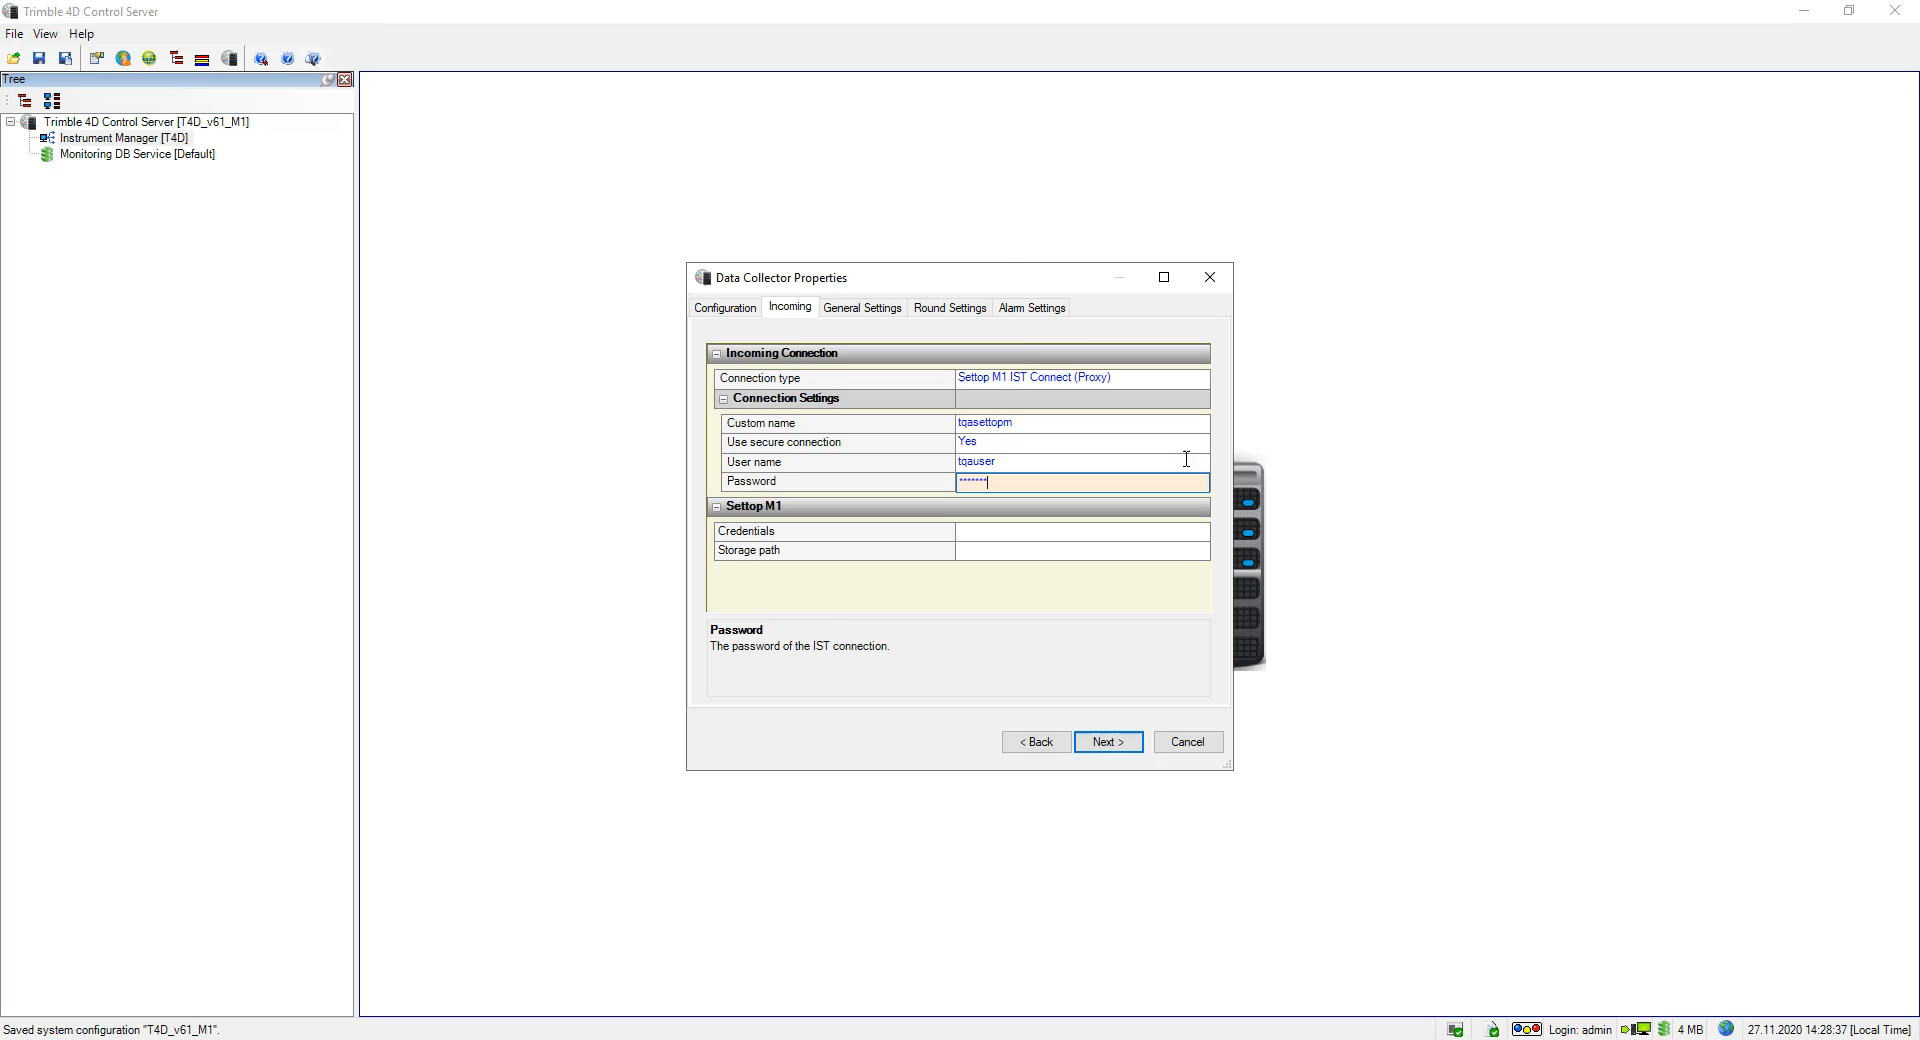 Trimble 4D Control Server
File View Help
Tree
Trimble 4D Control Server [T4D_v61_M1]
Instrument Manager [T4D]
Monitoring DB Service [Default]
Data Collector Properties
Configuration Incoming General Settings Round Settings Alarm Settings
Incoming Connection
Connection type Settop M1 IST Connect (Proxy)
Connection Settings
Custom name tqasettopm
Use secure connection Yes
User name tqauser
Password *******
Settop M1
Credentials
Storage path
Password
The password of the IST connection.
< Back Next > Cancel
Saved system configuration "T4D_v61_M1". Login: admin 4 MB 27.11.2020 14:28:37 [Local Time]